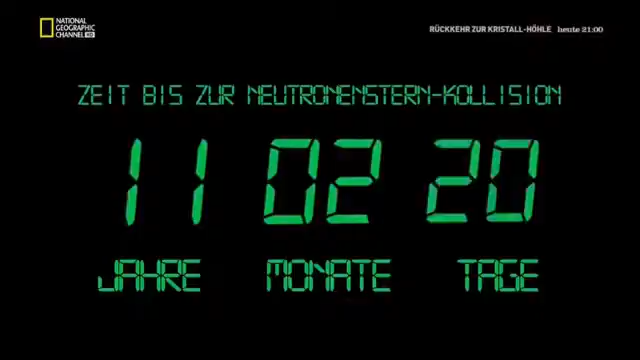 NATIONAL
GEOGRAPHIC
CHANNEL HD
RÜCKKEHR ZUR KRISTALL-HÖHLE heute 21:00
ZEIT BIS ZUR NEUTRONENSTERN-KOLLISION
11 02 20
JAHRE MONATE TAGE